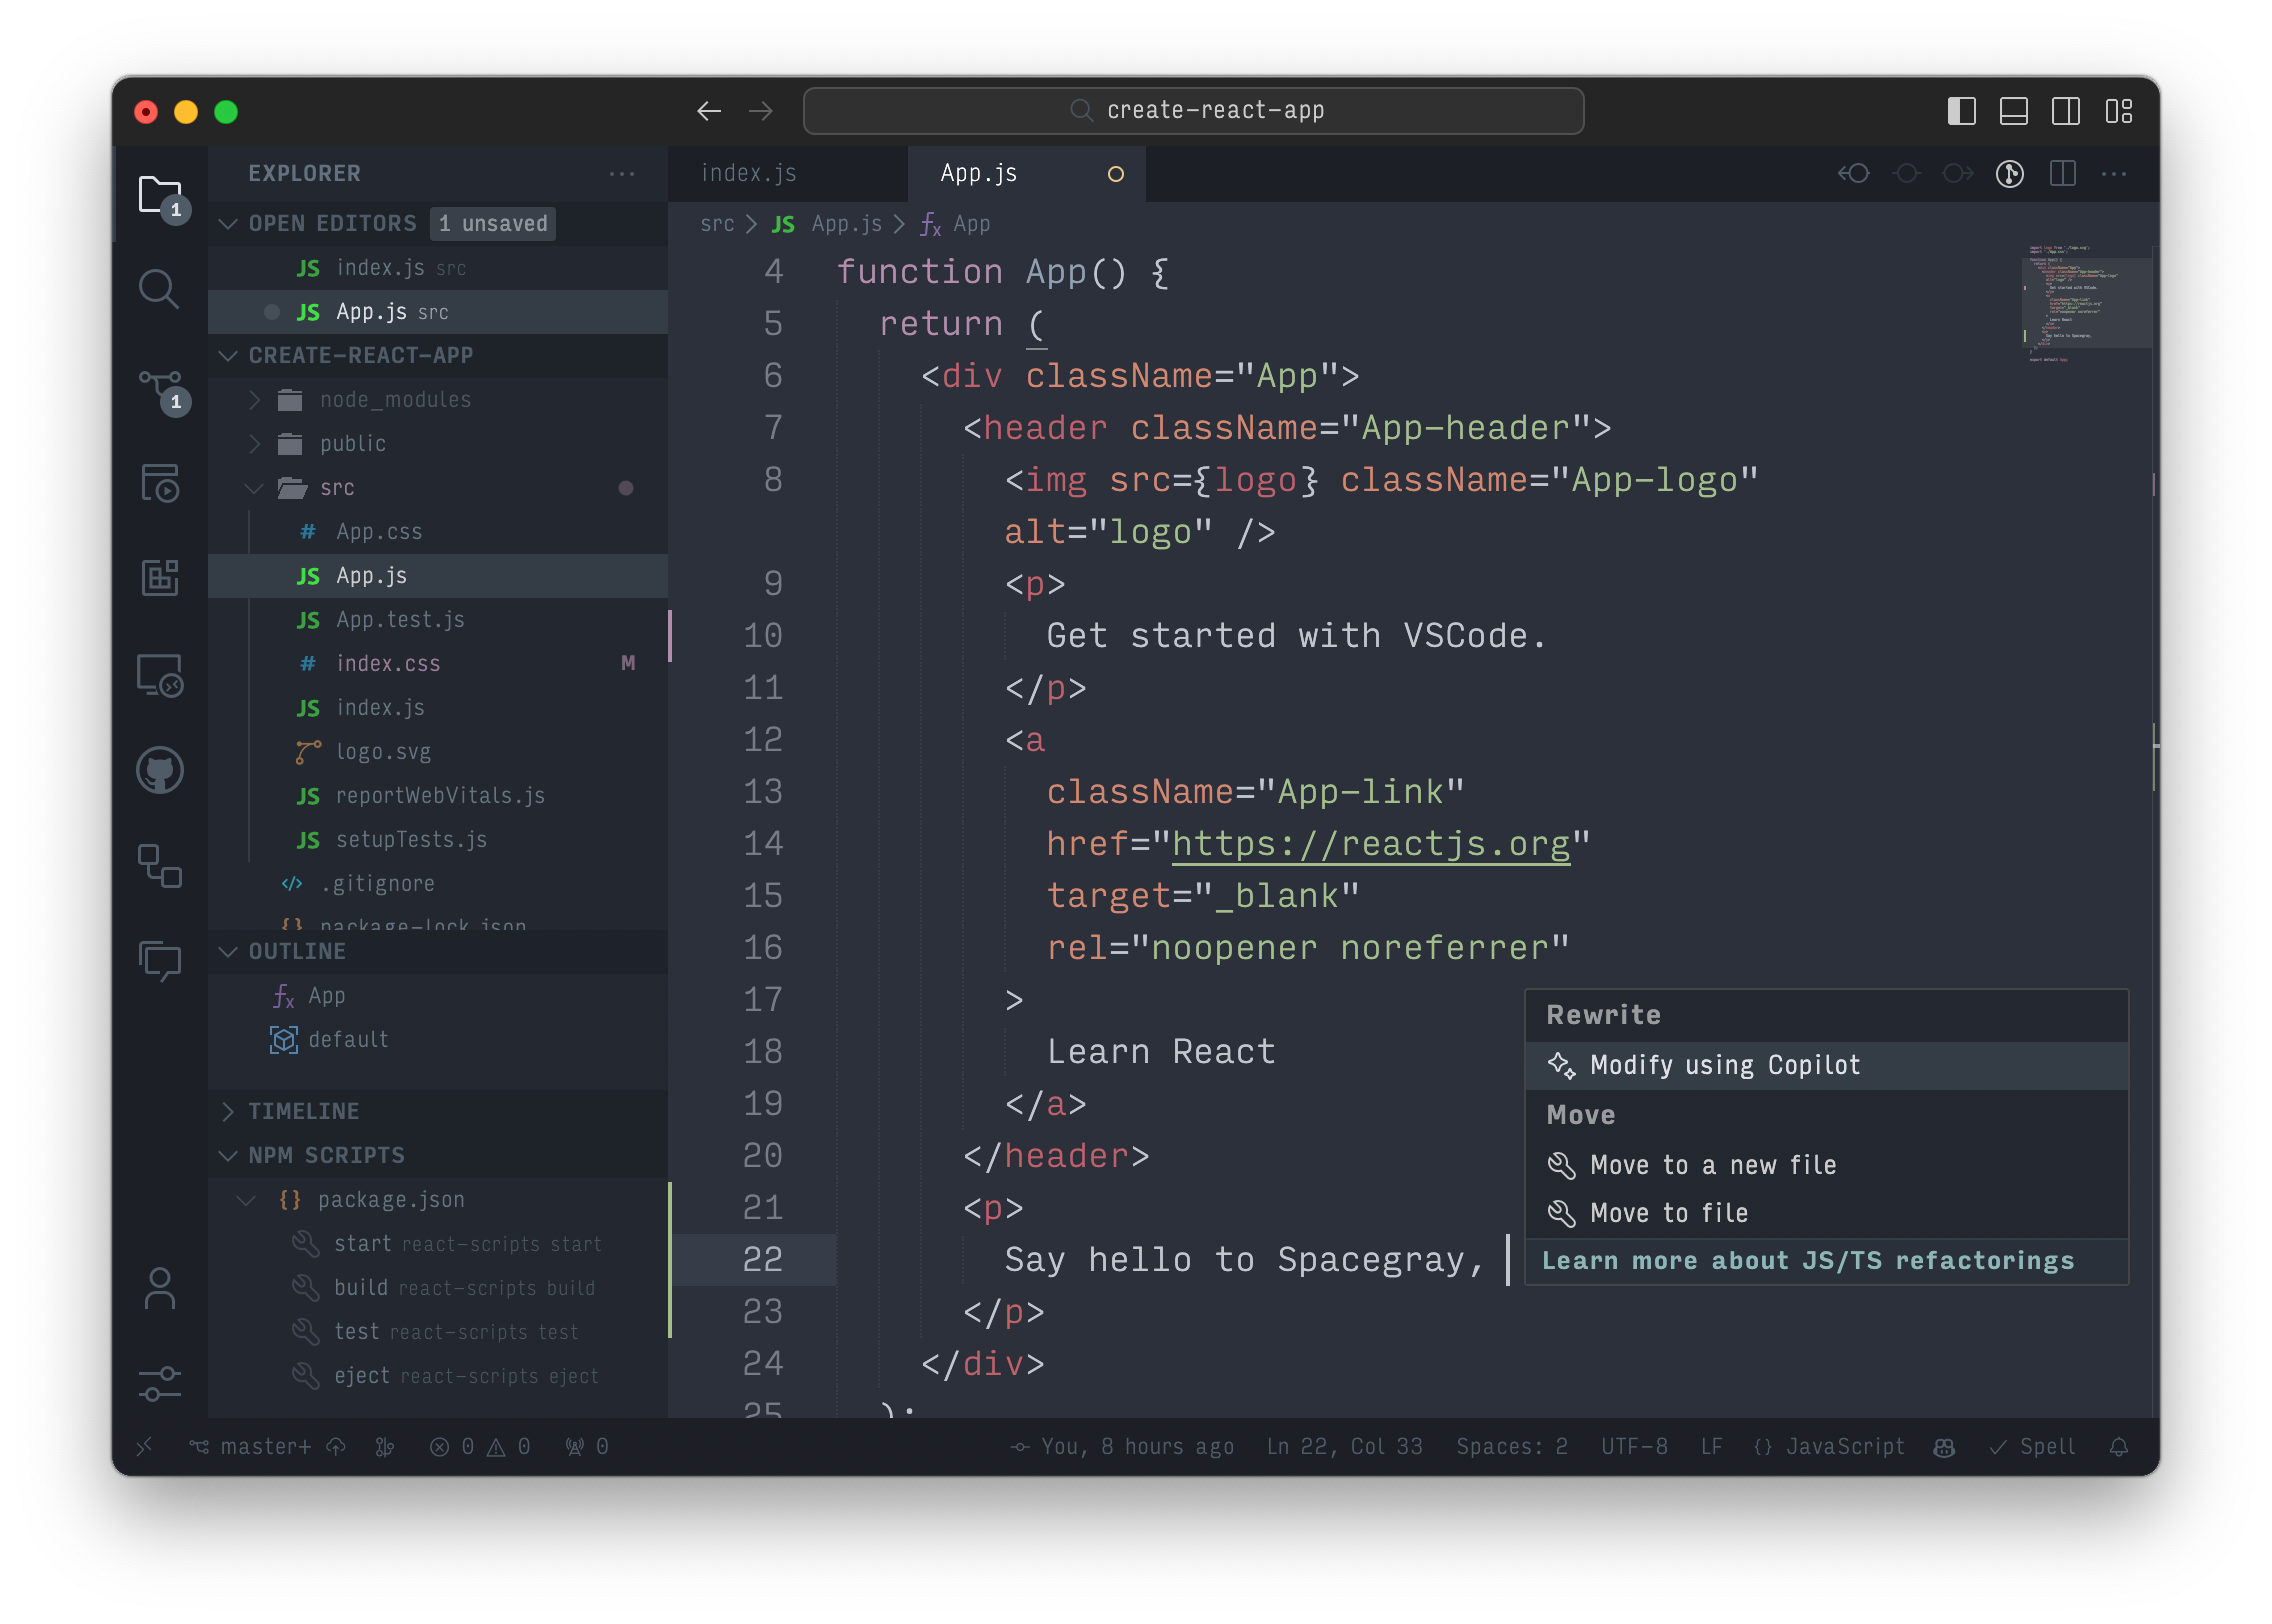 create-react-app
EXPLORER
1
OPEN EDITORS 1 unsaved
JS index.js src
JS App.js src
CREATE-REACT-APP
node_modules
1
public
src
# App.css
JS App.js
JS App.test.js
# index.css M
JS index.js
logo.svg
JS reportWebVitals.js
JS setupTests.js
.gitignore
package-lock.json
OUTLINE
App
default
TIMELINE
NPM SCRIPTS
{} package.json
start react-scripts start
build react-scripts build
test react-scripts test
eject react-scripts eject
index.js App.js
src > JS App.js > fx App
4 function App() {
5 return (
6 <div className="App">
7 <header className="App-header">
8 <img src={logo} className="App-logo"
alt="logo" />
9 <p>
10 Get started with VSCode.
11 </p>
12 <a
13 className="App-link"
14 href="https://reactjs.org"
15 target="_blank"
16 rel="noopener noreferrer"
17 >
18 Learn React
19 </a>
20 </header>
21 <p>
22 Say hello to Spacegray,
23 </p>
24 </div>
25 );
Rewrite
Modify using Copilot
Move
Move to a new file
Move to file
Learn more about JS/TS refactorings
master+ 0 0 0 You, 8 hours ago Ln 22, Col 33 Spaces: 2 UTF-8 LF {} JavaScript Spell